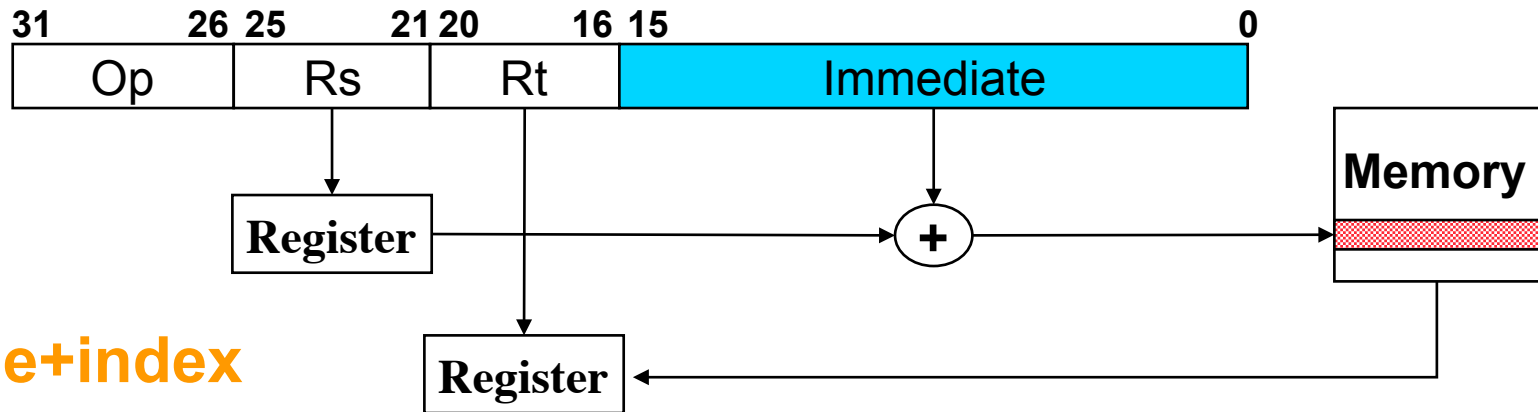 31 26 25 21 20 16 15 0
Op Rs Rt Immediate
Memory
Register +
e+index
Register